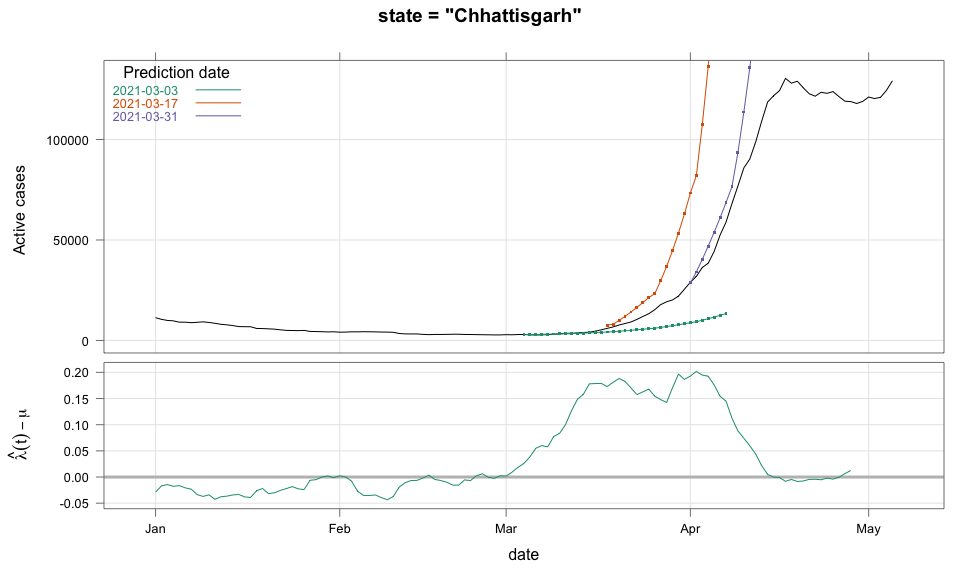 state = "Chhattisgarh"
Prediction date
2021-03-03
2021-03-17
2021-03-31
Active cases
100000
50000
0
λ̂(t) − μ
0.20
0.15
0.10
0.05
0.00
-0.05
Jan Feb Mar Apr May
date